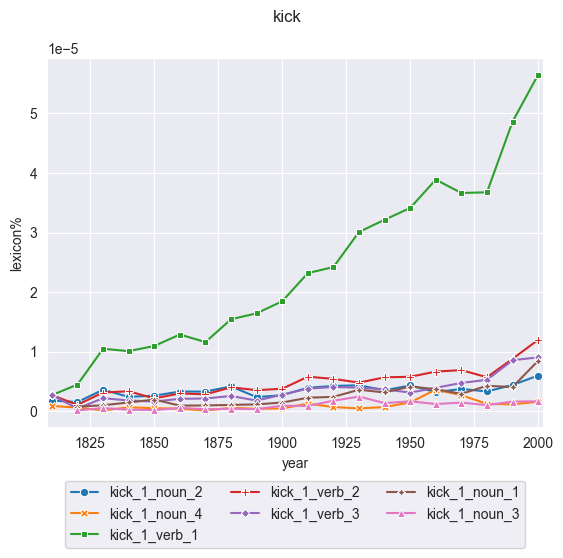 kick
1e−5
5
4
3
2
1
0
lexicon%
1825 1850 1875 1900 1925 1950 1975 2000
year
kick_1_noun_2 kick_1_verb_2 kick_1_noun_1
kick_1_noun_4 kick_1_verb_3 kick_1_noun_3
kick_1_verb_1